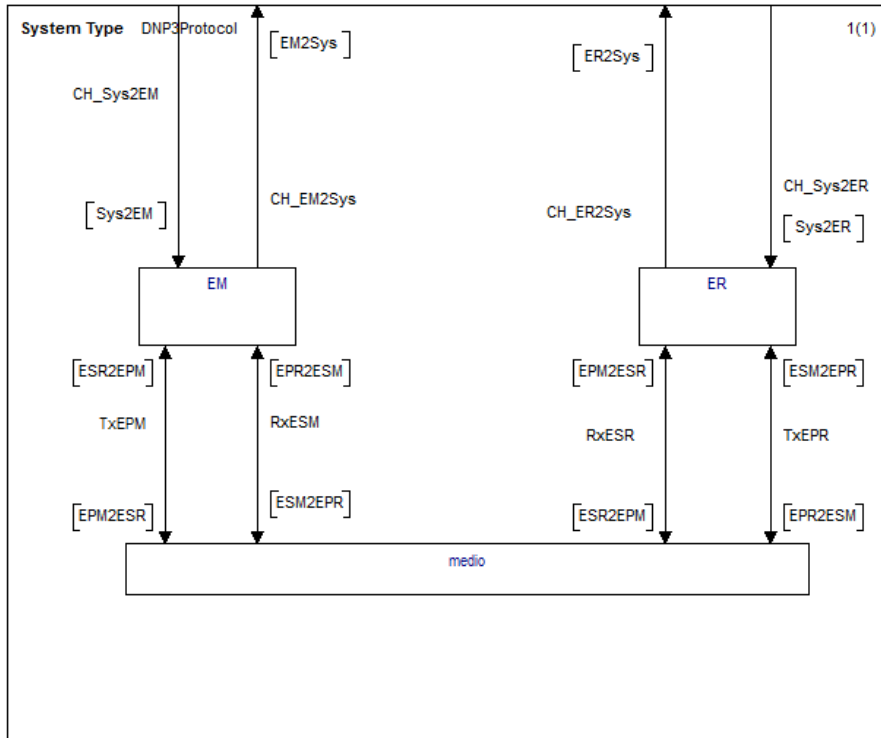 System Type DNP3Protocol 1(1)
[EM2Sys]
[ER2Sys]
CH_Sys2EM
CH_EM2Sys
CH_Sys2ER
[Sys2EM]
CH_ER2Sys
[Sys2ER]
EM
ER
[ESR2EPM] [EPR2ESM] [EPM2ESR] [ESM2EPR]
TxEPM RxESM RxESR TxEPR
[EPM2ESR] [ESM2EPR] [ESR2EPM] [EPR2ESM]
medio